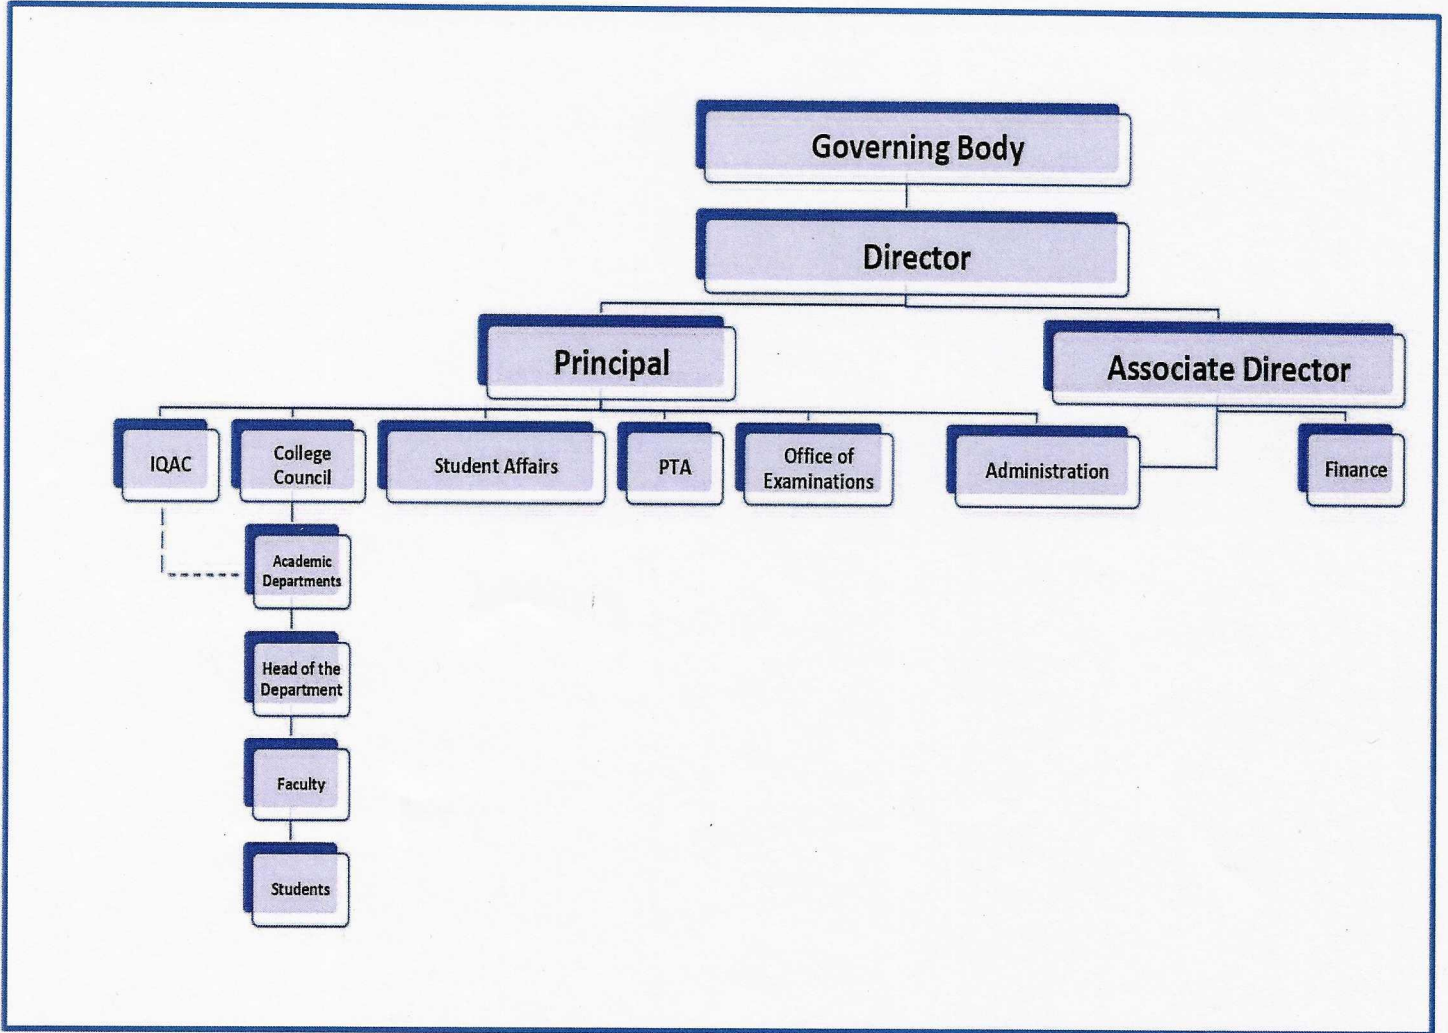 Governing Body
Director
Principal
Associate Director
IQAC
College
Council
Student Affairs
PTA
Office of
Examinations
Administration
Finance
Academic
Departments
Head of the
Department
Faculty
Students